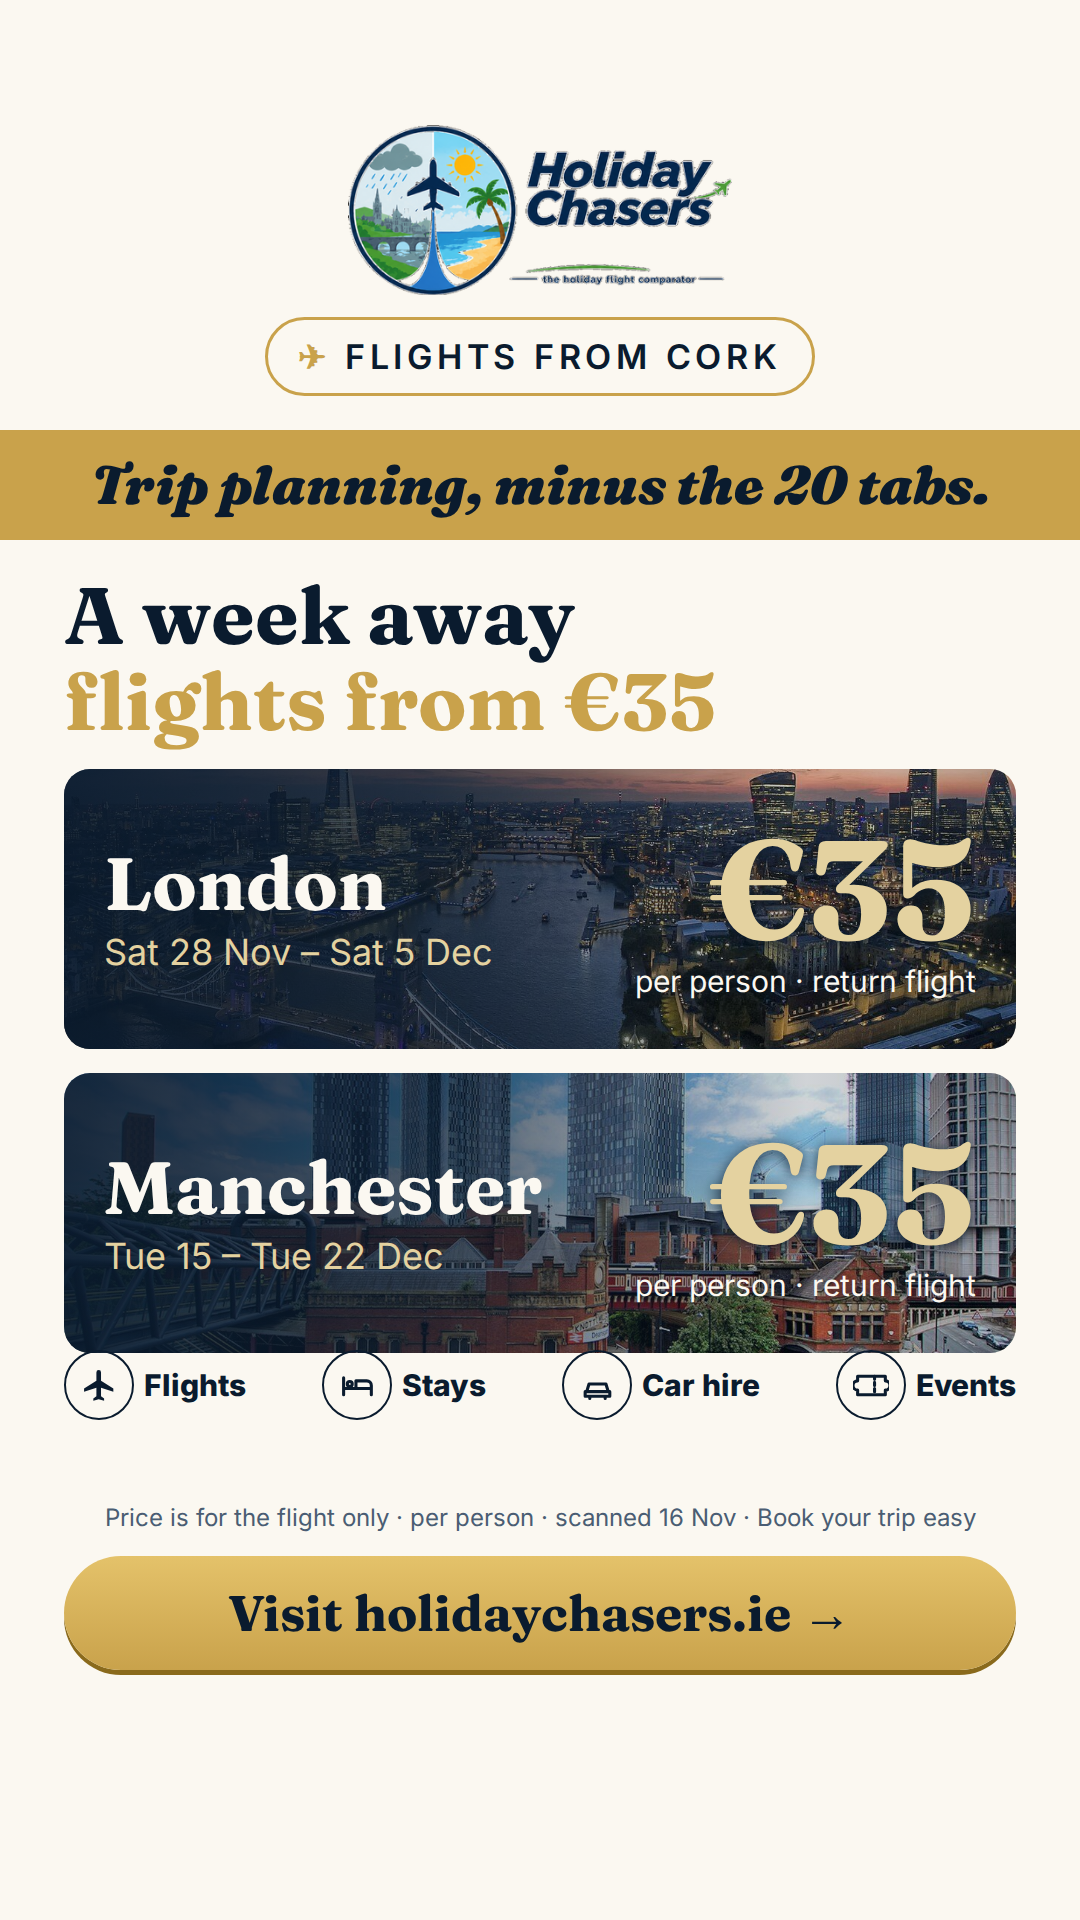 Holiday
Chasers
the holiday flight comparator
✈ FLIGHTS FROM CORK
Trip planning, minus the 20 tabs.
A week away
flights from €35
London
Sat 28 Nov – Sat 5 Dec
€35
per person · return flight
Manchester
Tue 15 – Tue 22 Dec
€35
per person · return flight
KNOTT
ATLAS
Flights
Stays
Car hire
Events
Price is for the flight only · per person · scanned 16 Nov · Book your trip easy
Visit holidaychasers.ie →